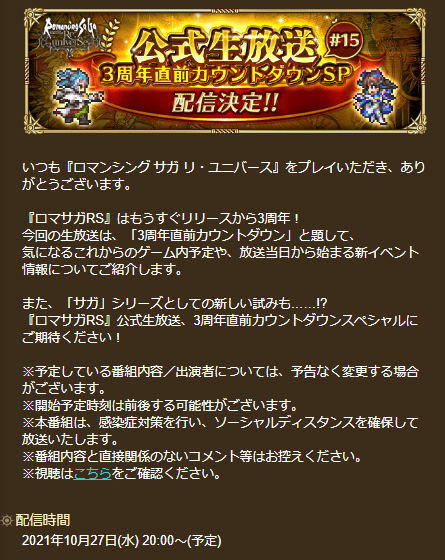 Romancing SaGa
Re:univerSe
公式生放送 #15
3周年直前カウントダウンSP
配信決定!!
いつも『ロマンシング サガ リ・ユニバース』をプレイいただき、あり
がとうございます。
『ロマサガRS』はもうすぐリリースから3周年！
今回の生放送は、「3周年直前カウントダウン」と題して、
気になるこれからのゲーム内予定や、放送当日から始まる新イベント
情報についてご紹介します。
また、「サガ」シリーズとしての新しい試みも……!?
『ロマサガRS』公式生放送、3周年直前カウントダウンスペシャルに
ご期待ください！
※予定している番組内容／出演者については、予告なく変更する場合
がございます。
※開始予定時刻は前後する可能性がございます。
※本番組は、感染症対策を行い、ソーシャルディスタンスを確保して
放送いたします。
※番組内容と直接関係のないコメント等はお控えください。
※視聴はこちらをご確認ください。
配信時間
2021年10月27日(水) 20:00～(予定)